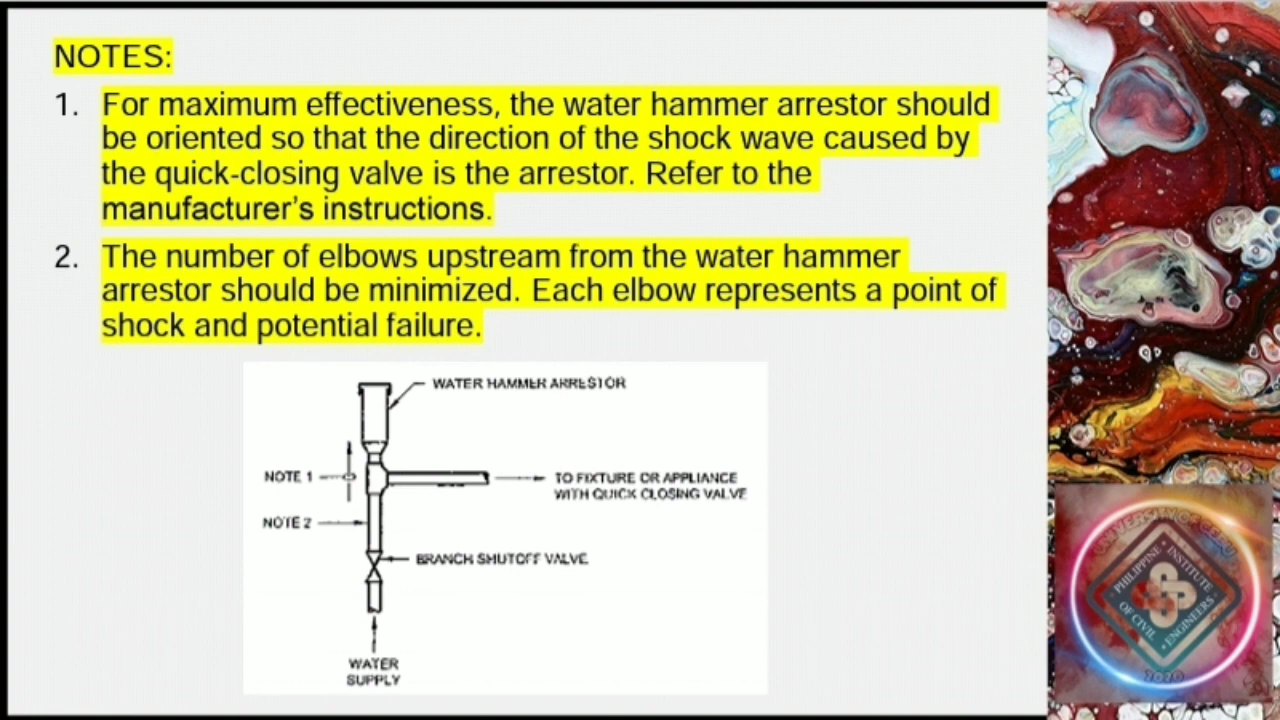 NOTES:
1. For maximum effectiveness, the water hammer arrestor should
be oriented so that the direction of the shock wave caused by
the quick-closing valve is the arrestor. Refer to the
manufacturer’s instructions.
2. The number of elbows upstream from the water hammer
arrestor should be minimized. Each elbow represents a point of
shock and potential failure.
WATER HAMMER ARRESTOR
NOTE 1
TO FIXTURE OR APPLIANCE
WITH QUICK CLOSING VALVE
NOTE 2
BRANCH SHUTOFF VALVE
WATER
SUPPLY
UNIVERSITY OF CEBU
PHILIPPINE INSTITUTE
OF CIVIL ENGINEERS
2020